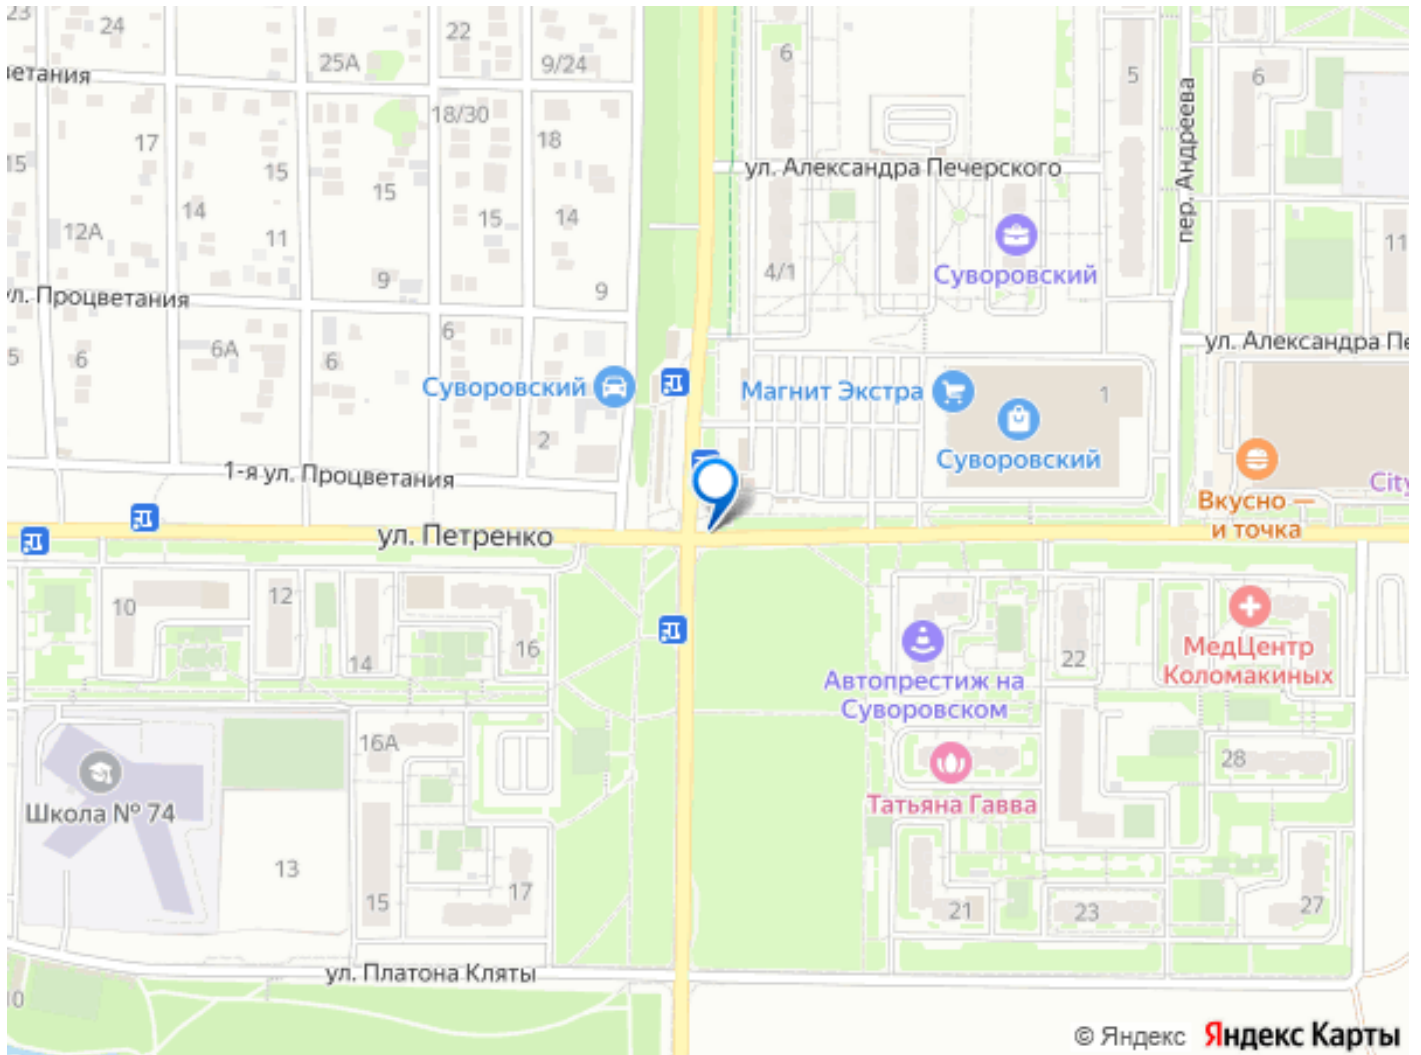 23
24
22
6
5
6
25А
9/24
ветания
18/30
17
18
15
15
15
ул. Александра Печерского
пер. Андреева
14
15
14
12А
11
11
Суворовский
4/1
9
9
ул. Процветания
6
6А
6
5
6
ул. Александра Пе
Суворовский
Магнит Экстра
1
2
Суворовский
1-я ул. Процветания
City
Вкусно —
и точка
ул. Петренко
10
12
16
14
22
МедЦентр
Коломакиных
Автопрестиж на
Суворовском
16А
28
Школа № 74
Татьяна Гавва
13
15
17
21
23
27
ул. Платона Кляты
10
© Яндекс Яндекс Карты